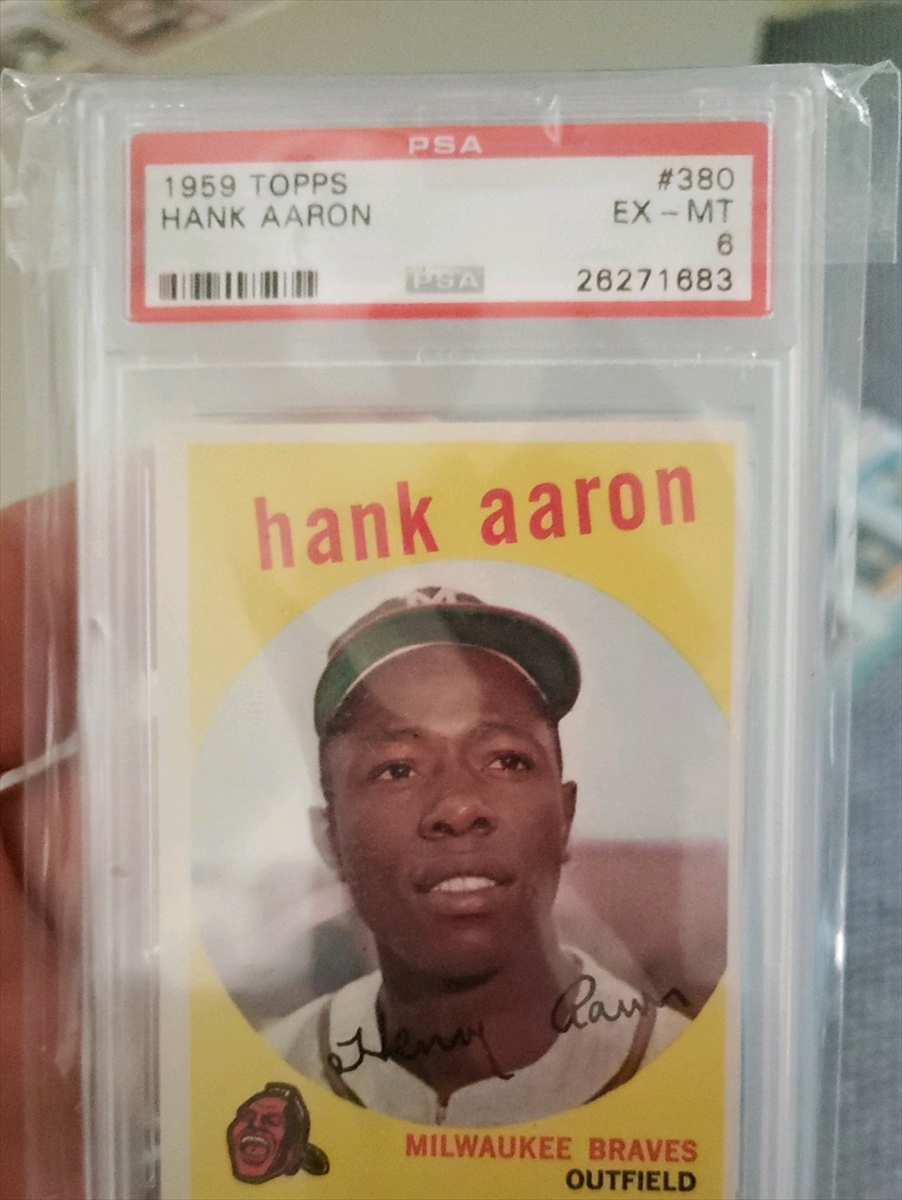 PSA
1959 TOPPS #380
HANK AARON EX - MT
6
PSA 26271683
hank aaron
M
Henry Aaron
MILWAUKEE BRAVES
OUTFIELD